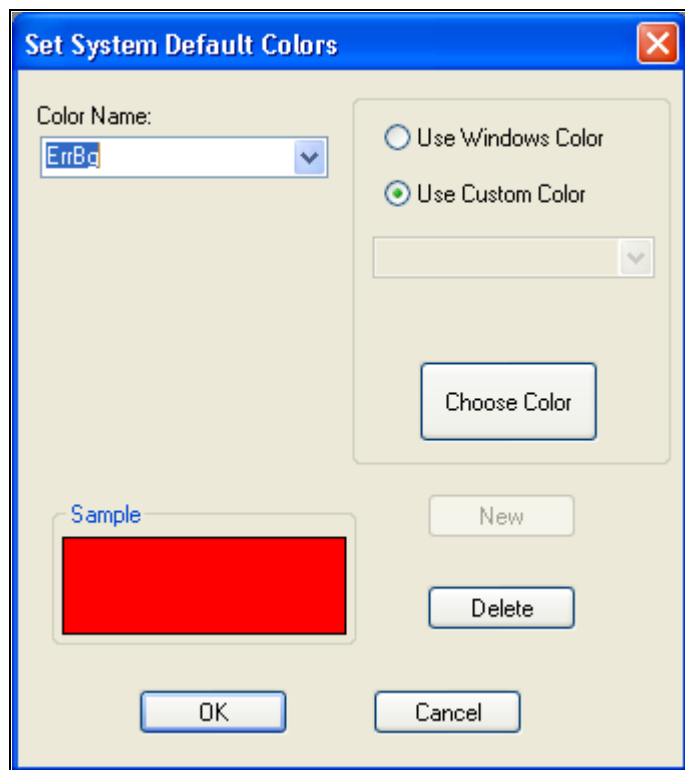 Set System Default Colors
Color Name:
ErrBg
Use Windows Color
Use Custom Color
Choose Color
Sample
New
Delete
OK
Cancel